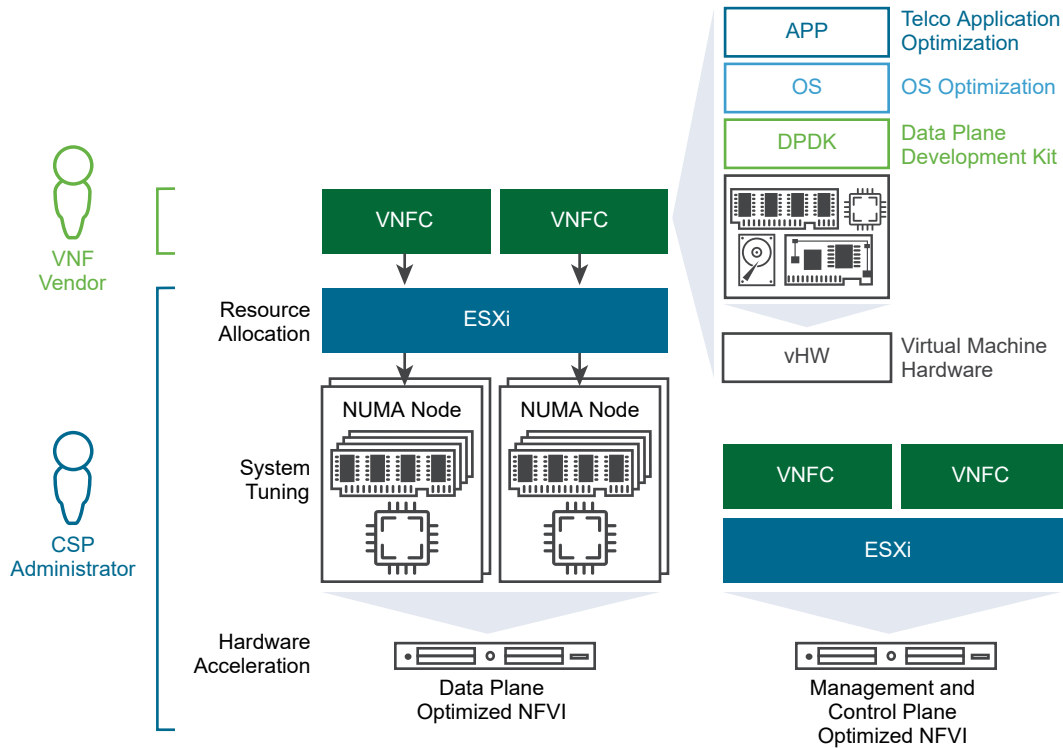 APP
Telco Application
Optimization
OS
OS Optimization
DPDK
Data Plane
Development Kit
VNF
Vendor
VNFC
VNFC
Resource
Allocation
ESXi
vHW
Virtual Machine
Hardware
NUMA Node
NUMA Node
System
Tuning
CSP
Administrator
VNFC
VNFC
ESXi
Hardware
Acceleration
Data Plane
Optimized NFVI
Management and
Control Plane
Optimized NFVI